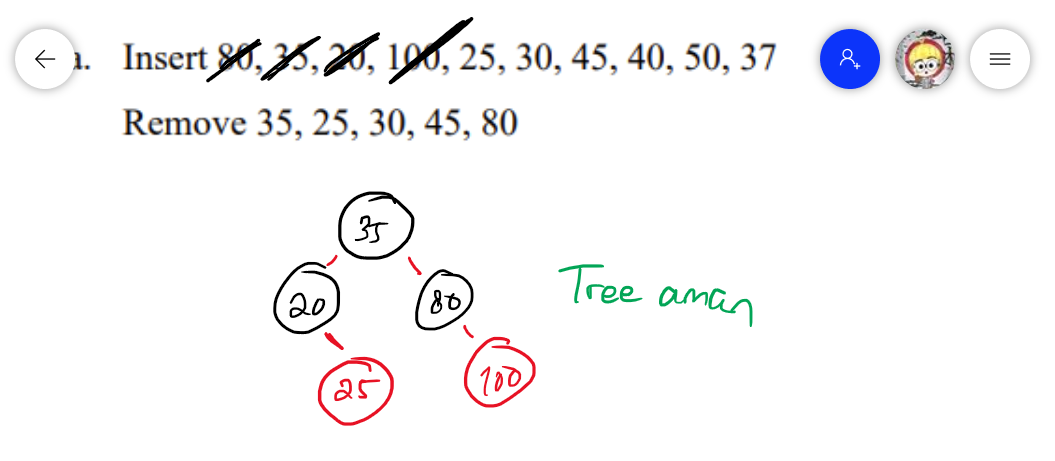 a. Insert 80, 35, 20, 100, 25, 30, 45, 40, 50, 37
Remove 35, 25, 30, 45, 80
35
20 80
Tree aman
25 100